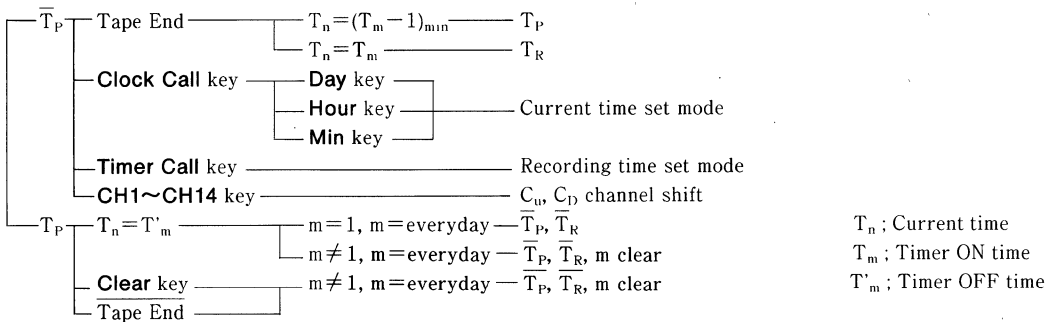 T̅P Tape End Tn=(Tm−1)min TP
Tn=Tm TR
Clock Call key Day key
Hour key Current time set mode
Min key
Timer Call key Recording time set mode
CH1~CH14 key Cu, CD channel shift
TP Tn=T'm m=1, m=everyday T̅P, T̅R Tn ; Current time
m≠1, m=everyday T̅P, T̅R, m clear Tm ; Timer ON time
Clear key m≠1, m=everyday T̅P, T̅R, m clear T'm ; Timer OFF time
T̅a̅p̅e̅ ̅E̅n̅d̅